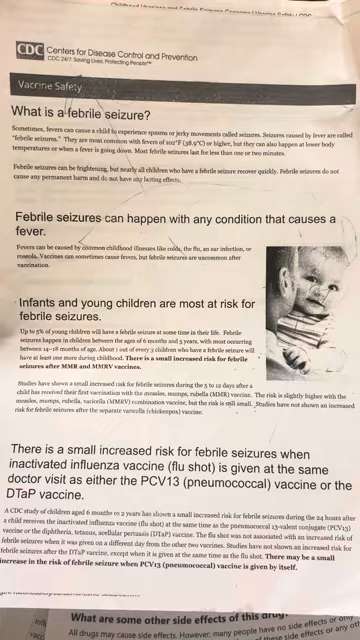 Childhood Vaccines and Febrile Seizures Concerns | Vaccine Safety | CDC
CDC Centers for Disease Control and Prevention
CDC 24/7: Saving Lives. Protecting People™
Vaccine Safety
What is a febrile seizure?
Sometimes, fevers can cause a child to experience spasms or jerky movements called seizures. Seizures caused by fever are called
"febrile seizures." They are most common with fevers of 102°F (38.9°C) or higher, but they can also happen at lower body
temperatures or when a fever is going down. Most febrile seizures last for less than one or two minutes.
Febrile seizures can be frightening, but nearly all children who have a febrile seizure recover quickly. Febrile seizures do not
cause any permanent harm and do not have any lasting effects.
Febrile seizures can happen with any condition that causes a
fever.
Fevers can be caused by common childhood illnesses like colds, the flu, an ear infection, or
roseola. Vaccines can sometimes cause fevers, but febrile seizures are uncommon after
vaccination.
Infants and young children are most at risk for
febrile seizures.
Up to 5% of young children will have a febrile seizure at some time in their life. Febrile
seizures happen in children between the ages of 6 months and 5 years, with most occurring
between 14-18 months of age. About 1 out of every 3 children who have a febrile seizure will
have at least one more during childhood. There is a small increased risk for febrile
seizures after MMR and MMRV vaccines.
Studies have shown a small increased risk for febrile seizures during the 5 to 12 days after a
child has received their first vaccination with the measles, mumps, rubella (MMR) vaccine. The risk is slightly higher with the
measles, mumps, rubella, varicella (MMRV) combination vaccine, but the risk is still small. Studies have not shown an increased
risk for febrile seizures after the separate varicella (chickenpox) vaccine.
There is a small increased risk for febrile seizures when
inactivated influenza vaccine (flu shot) is given at the same
doctor visit as either the PCV13 (pneumococcal) vaccine or the
DTaP vaccine.
A CDC study of children aged 6 months to 2 years has shown a small increased risk for febrile seizures during the 24 hours after
a child receives the inactivated influenza vaccine (flu shot) at the same time as the pneumococcal 13-valent conjugate (PCV13)
vaccine or the diphtheria, tetanus, acellular pertussis (DTaP) vaccine. The flu shot was not associated with an increased risk of
febrile seizures when it was given on a different day from the other two vaccines. Studies have not shown an increased risk for
febrile seizures after the DTaP vaccine, except when it is given at the same time as the flu shot. There may be a small
increase in the risk of febrile seizure when PCV13 (pneumococcal) vaccine is given by itself.
What are some other side effects of this drug?
All drugs may cause side effects. However, many people have no side effects or only
these side effects or any